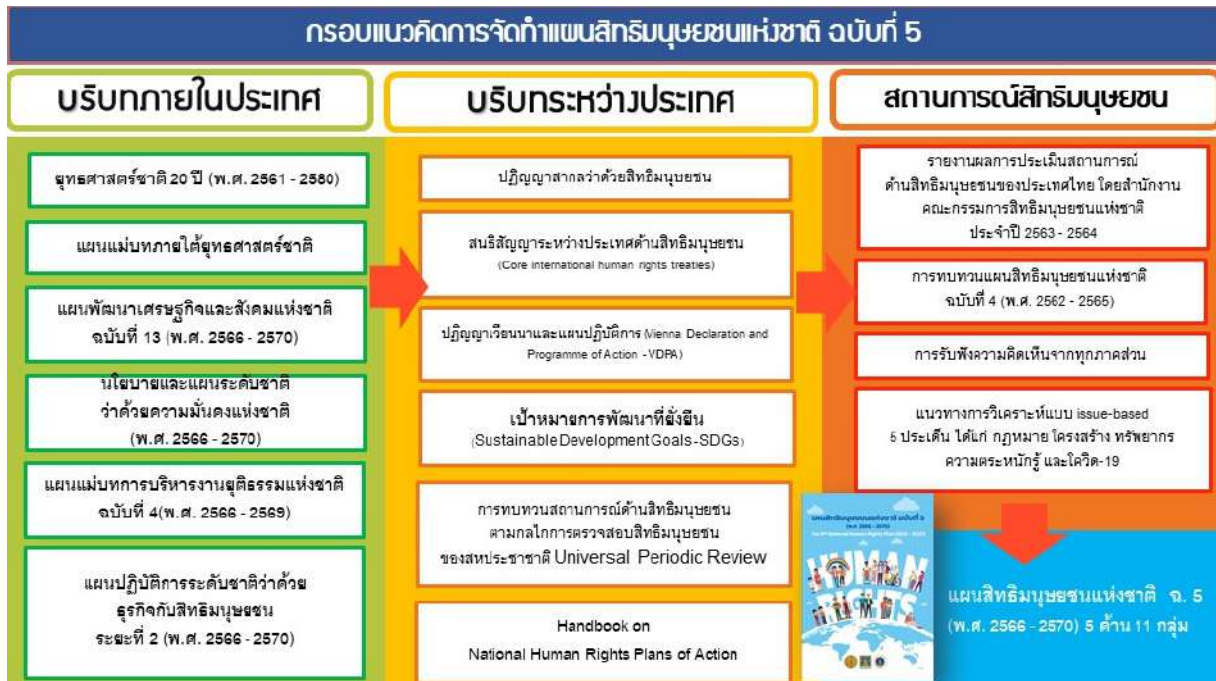 กรอบแนวคิดการจัดทำแผนสิทธิมนุษยชนแห่งชาติ ฉบับที่ 5
บริบทภายในประเทศ
ยุทธศาสตร์ชาติ 20 ปี (พ.ศ. 2561 - 2580)
แผนแม่บทภายใต้ยุทธศาสตร์ชาติ
แผนพัฒนาเศรษฐกิจและสังคมแห่งชาติ
ฉบับที่ 13 (พ.ศ. 2566 - 2570)
นโยบายและแผนระดับชาติ
ว่าด้วยความมั่นคงแห่งชาติ
(พ.ศ. 2566 - 2570)
แผนแม่บทการบริหารงานยุติธรรมแห่งชาติ
ฉบับที่ 4(พ.ศ. 2566 - 2569)
แผนปฏิบัติการระดับชาติว่าด้วย
ธุรกิจกับสิทธิมนุษยชน
ระยะที่ 2 (พ.ศ. 2566 - 2570)
บริบทระหว่างประเทศ
ปฏิญญาสากลว่าด้วยสิทธิมนุษยชน
สนธิสัญญาระหว่างประเทศด้านสิทธิมนุษยชน
(Core international human rights treaties)
ปฏิญญาเวียนนาและแผนปฏิบัติการ (Vienna Declaration and
Programme of Action - VDPA)
เป้าหมายการพัฒนาที่ยั่งยืน
(Sustainable Development Goals -SDGs)
การทบทวนสถานการณ์ด้านสิทธิมนุษยชน
ตามกลไกการตรวจสอบสิทธิมนุษยชน
ของสหประชาชาติ Universal Periodic Review
Handbook on
National Human Rights Plans of Action
สถานการณ์สิทธิมนุษยชน
รายงานผลการประเมินสถานการณ์
ด้านสิทธิมนุษยชนของประเทศไทย โดยสำนักงาน
คณะกรรมการสิทธิมนุษยชนแห่งชาติ
ประจำปี 2563 - 2564
การทบทวนแผนสิทธิมนุษยชนแห่งชาติ
ฉบับที่ 4 (พ.ศ. 2562 - 2565)
การรับฟังความคิดเห็นจากทุกภาคส่วน
แนวทางการวิเคราะห์แบบ issue-based
5 ประเด็น ได้แก่ กฎหมาย โครงสร้าง ทรัพยากร
ความตระหนักรู้ และโควิด-19
แผนสิทธิมนุษยชนแห่งชาติ ฉบับที่ 5
(พ.ศ. 2566 - 2570)
HUMAN
RIGHTS
แผนสิทธิมนุษยชนแห่งชาติ ฉ. 5
(พ.ศ. 2566 - 2570) 5 ด้าน 11 กลุ่ม